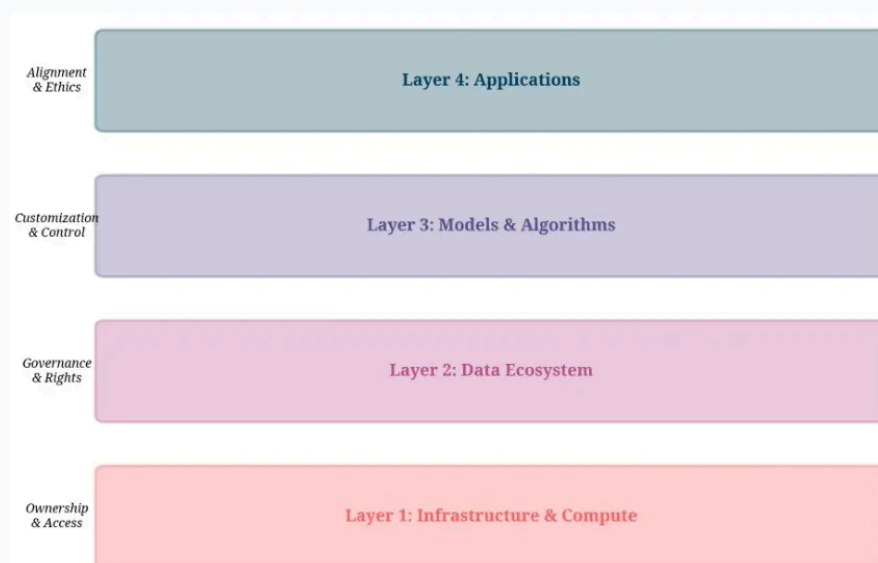 Alignment
& Ethics
Layer 4: Applications
Customization
& Control
Layer 3: Models & Algorithms
Governance
& Rights
Layer 2: Data Ecosystem
Ownership
& Access
Layer 1: Infrastructure & Compute